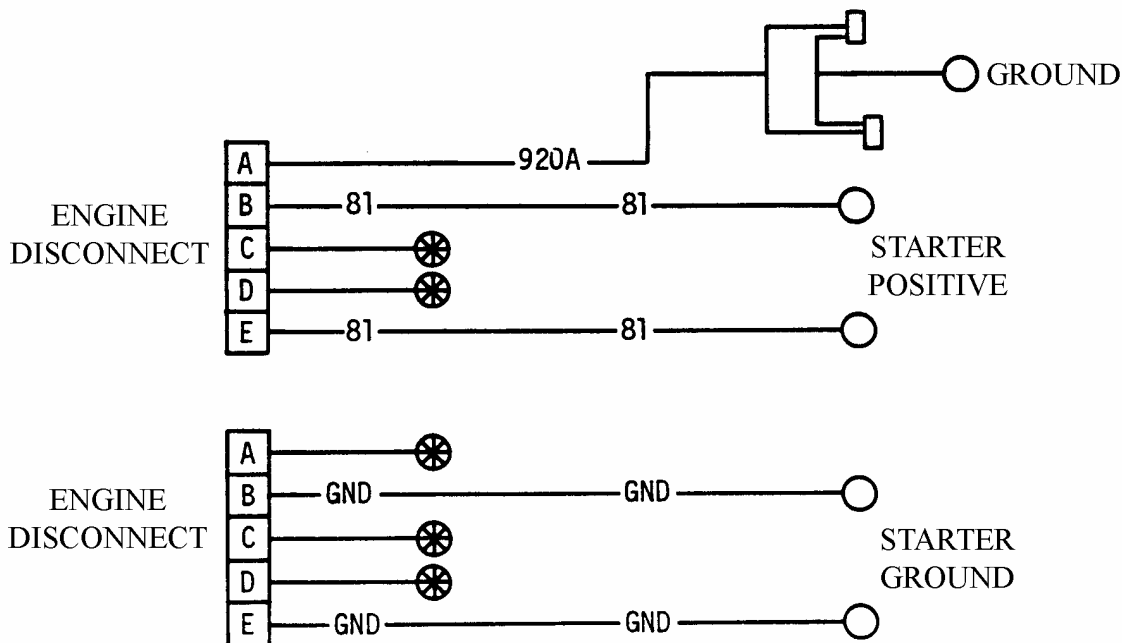 GROUND
A 920A
B 81 81
C
D
E 81 81
ENGINE
DISCONNECT
STARTER
POSITIVE
A
B GND GND
C
D
E GND GND
ENGINE
DISCONNECT
STARTER
GROUND